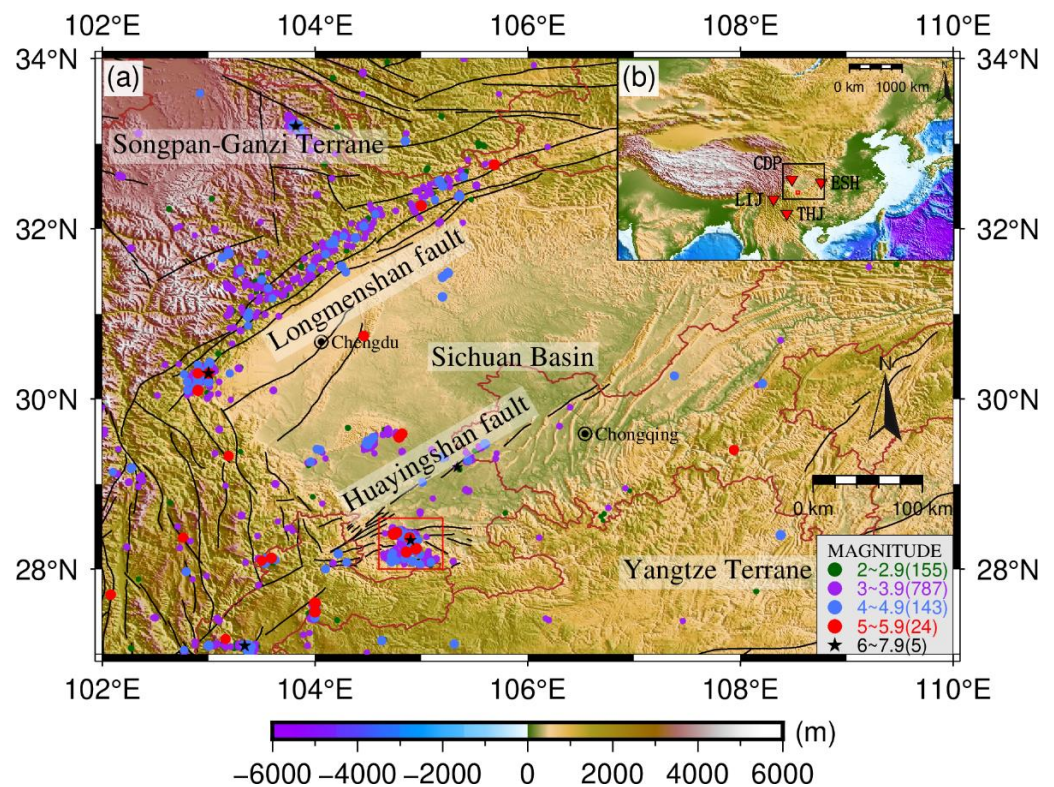 102°E 104°E 106°E 108°E 110°E
34°N (a) (b) 34°N
N
0 km 1000 km
Songpan-Ganzi Terrane
CDP
ESH
LIJ
THJ
32°N 32°N
Longmenshan fault
Chengdu
Sichuan Basin
N
30°N 30°N
Huayingshan fault
Chongqing
0 km 100 km
28°N 28°N
Yangtze Terrane
MAGNITUDE
2~2.9(155)
3~3.9(787)
4~4.9(143)
5~5.9(24)
6~7.9(5)
102°E 104°E 106°E 108°E 110°E
(m)
−6000 −4000 −2000 0 2000 4000 6000